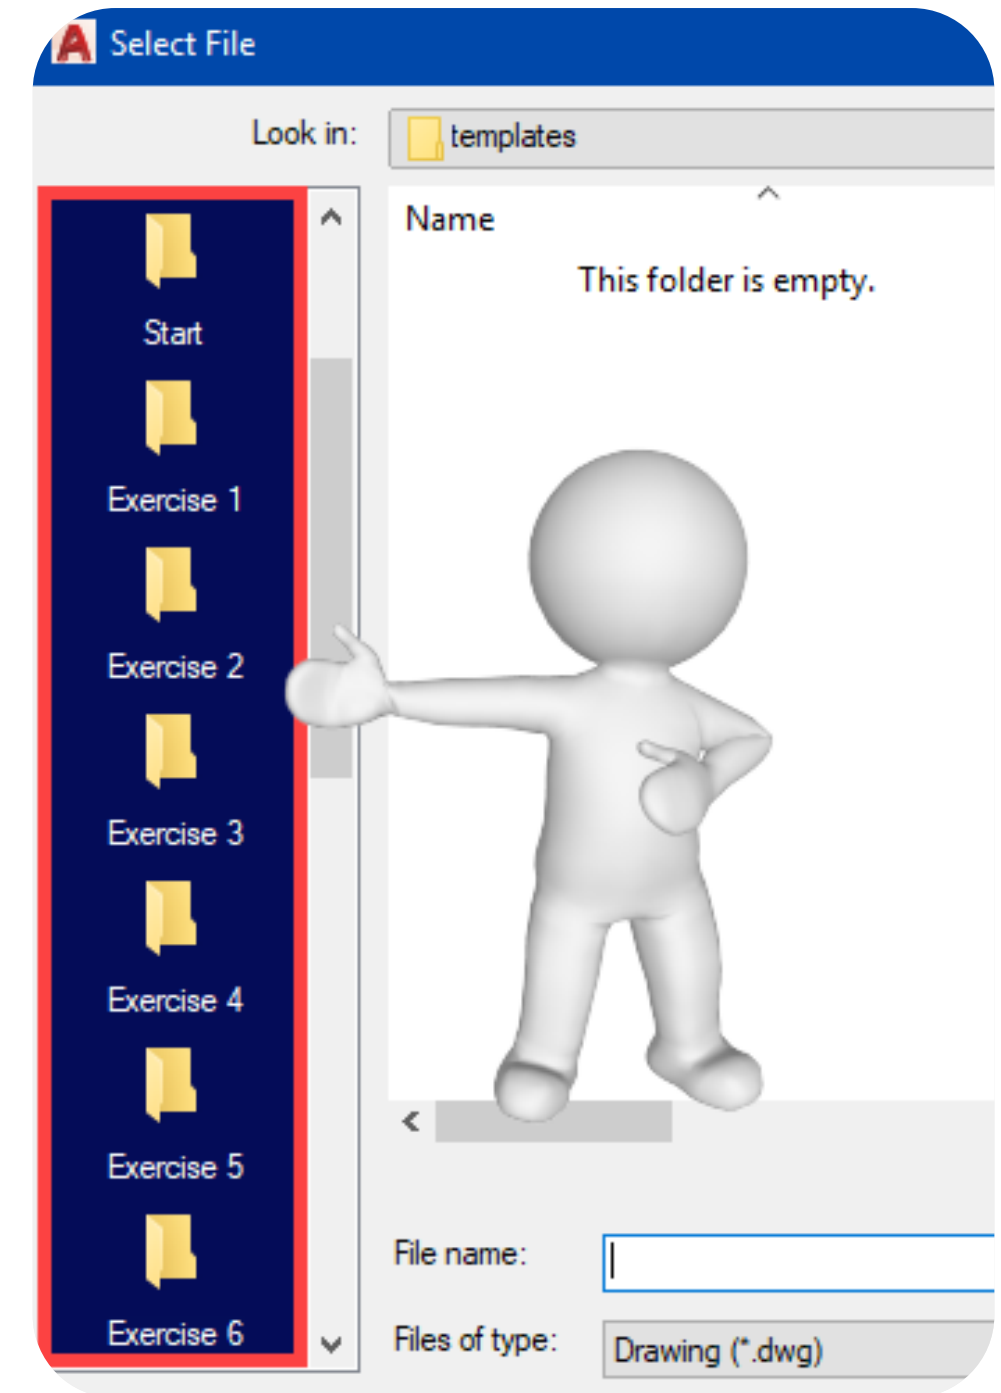 Select File
Look in:
templates
Start
Exercise 1
Exercise 2
Exercise 3
Exercise 4
Exercise 5
Exercise 6
Name
This folder is empty.
File name:
Files of type:
Drawing (*.dwg)